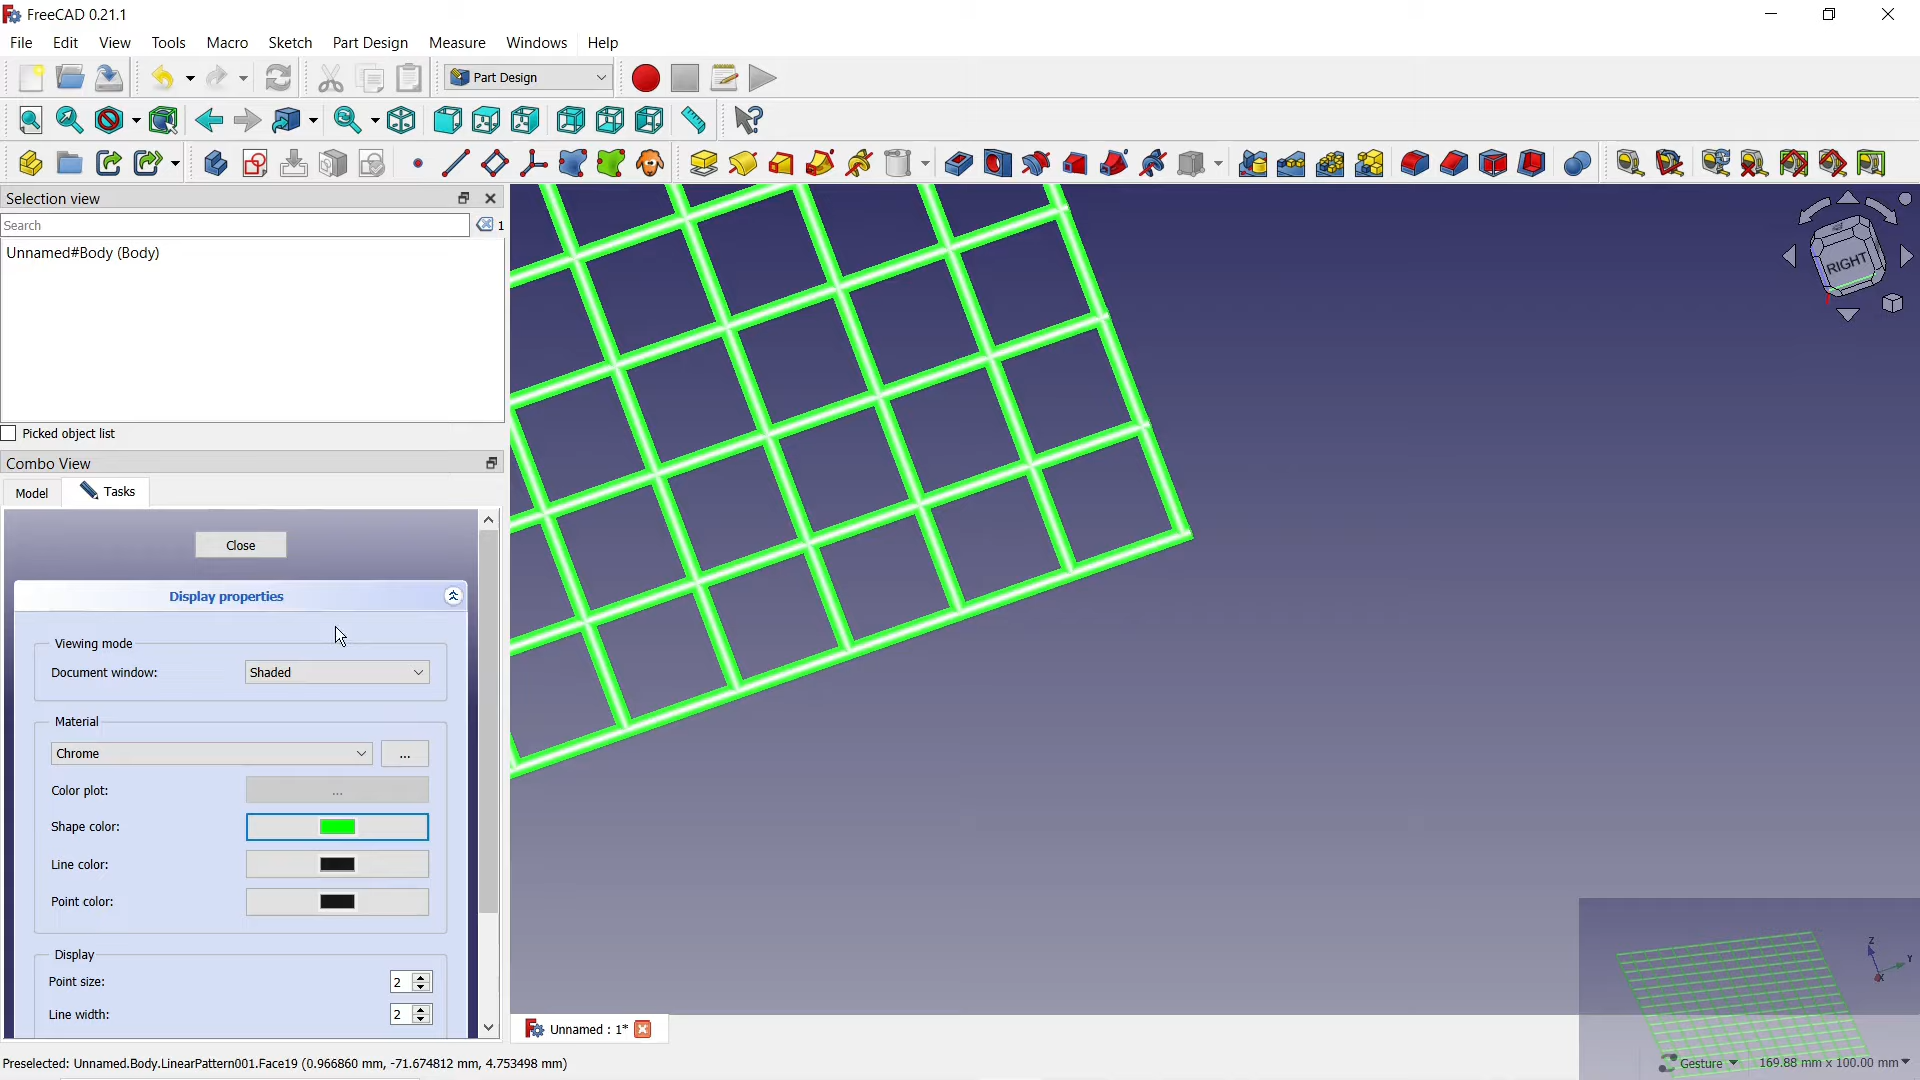 FreeCAD 0.21.1
File Edit View Tools Macro Sketch Part Design Measure Windows Help
Part Design
Selection view
Search
1
Unnamed#Body (Body)
Picked object list
Combo View
Model Tasks
Close
Display properties
Viewing mode
Document window: Shaded
Material
Chrome ...
Color plot: ...
Shape color:
Line color:
Point color:
Display
Point size: 2
Line width: 2
RIGHT
Z
Y
X
Unnamed : 1*
Preselected: Unnamed.Body.LinearPattern001.Face19 (0.966860 mm, -71.674812 mm, 4.753498 mm)
Gesture 169.88 mm x 100.00 mm